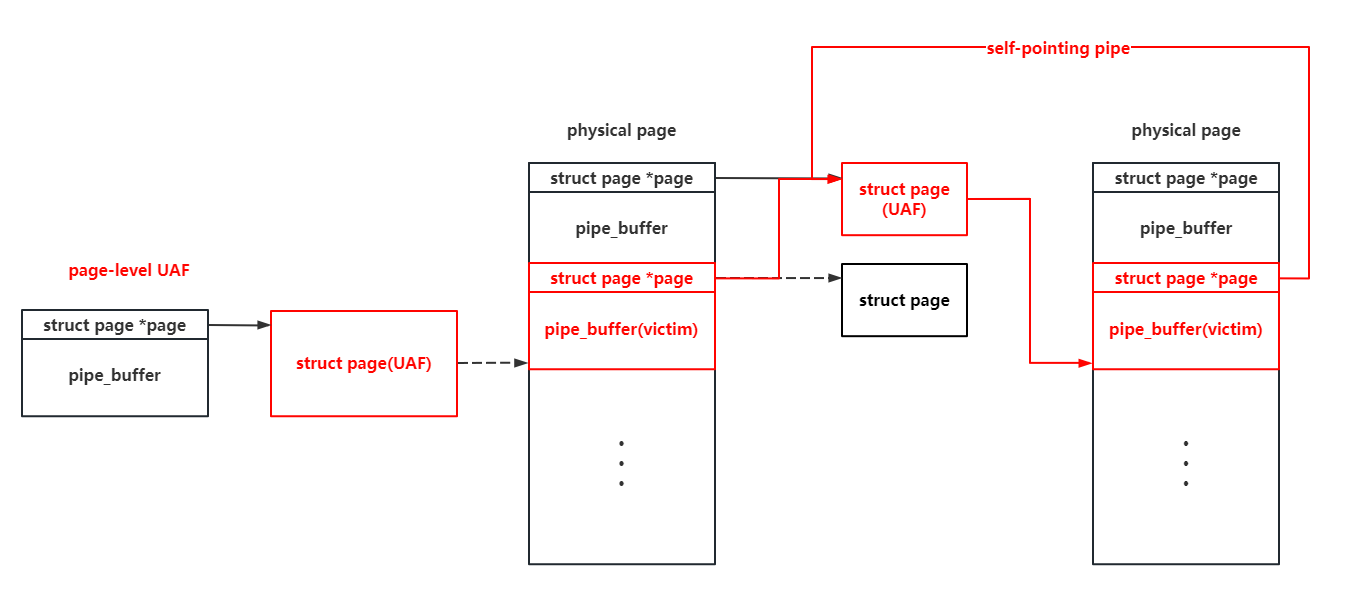 self-pointing pipe
page-level UAF
struct page *page
pipe_buffer
struct page(UAF)
physical page
struct page *page
pipe_buffer
struct page *page
pipe_buffer(victim)
struct page
(UAF)
struct page
physical page
struct page *page
pipe_buffer
struct page *page
pipe_buffer(victim)